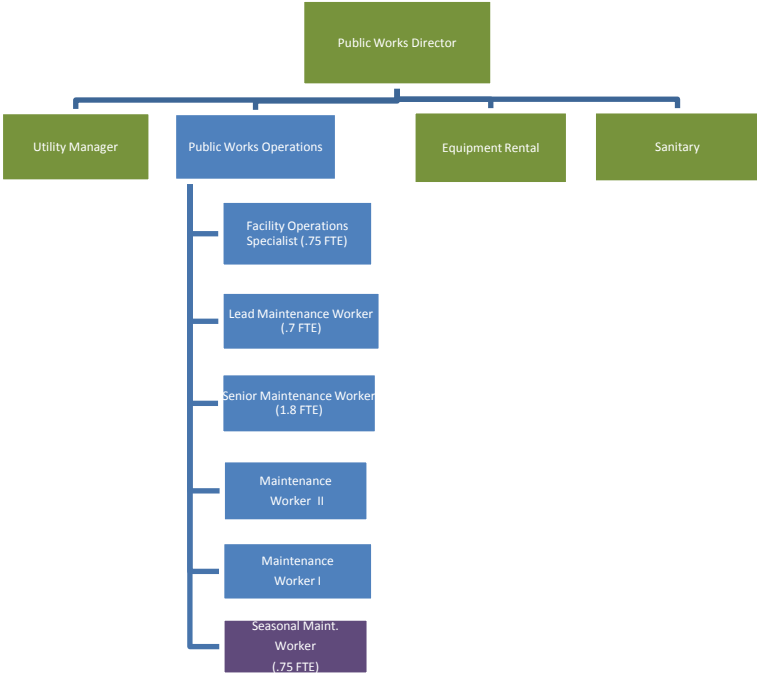 Public Works Director
Utility Manager
Public Works Operations
Equipment Rental
Sanitary
Facility Operations
Specialist (.75 FTE)
Lead Maintenance Worker
(.7 FTE)
Senior Maintenance Worker
(1.8 FTE)
Maintenance
Worker II
Maintenance
Worker I
Seasonal Maint.
Worker
(.75 FTE)